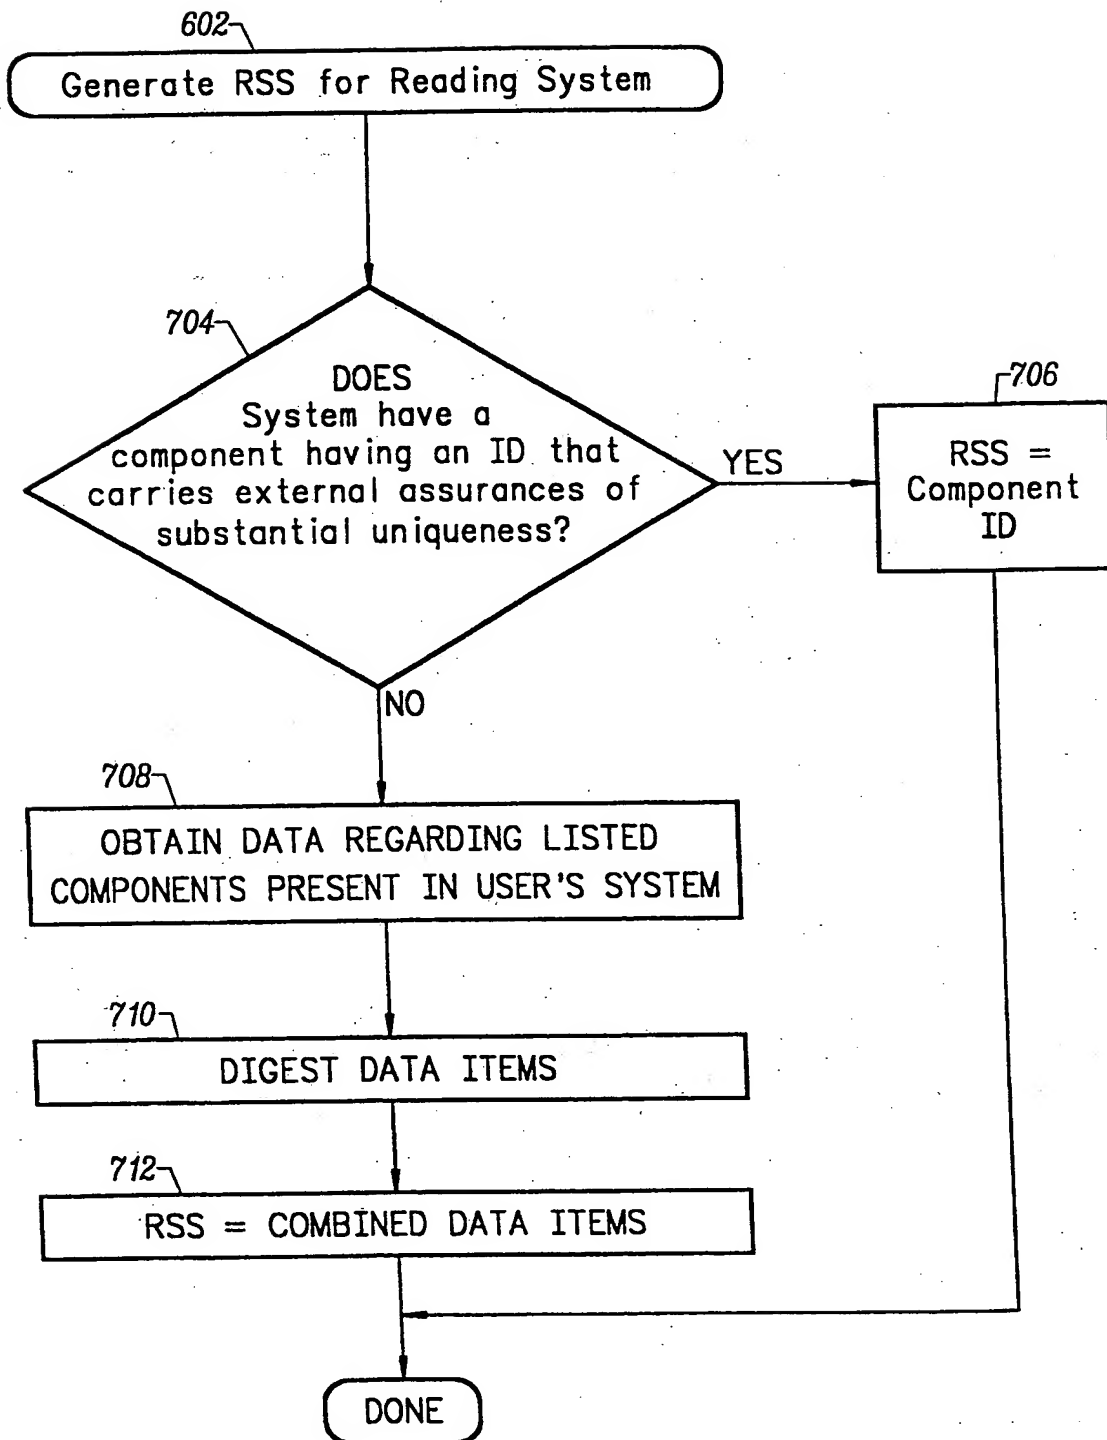 602
Generate RSS for Reading System
704
DOES
System have a
component having an ID that
carries external assurances of
substantial uniqueness?
YES
706
RSS =
Component
ID
NO
708
OBTAIN DATA REGARDING LISTED
COMPONENTS PRESENT IN USER'S SYSTEM
710
DIGEST DATA ITEMS
712
RSS = COMBINED DATA ITEMS
DONE